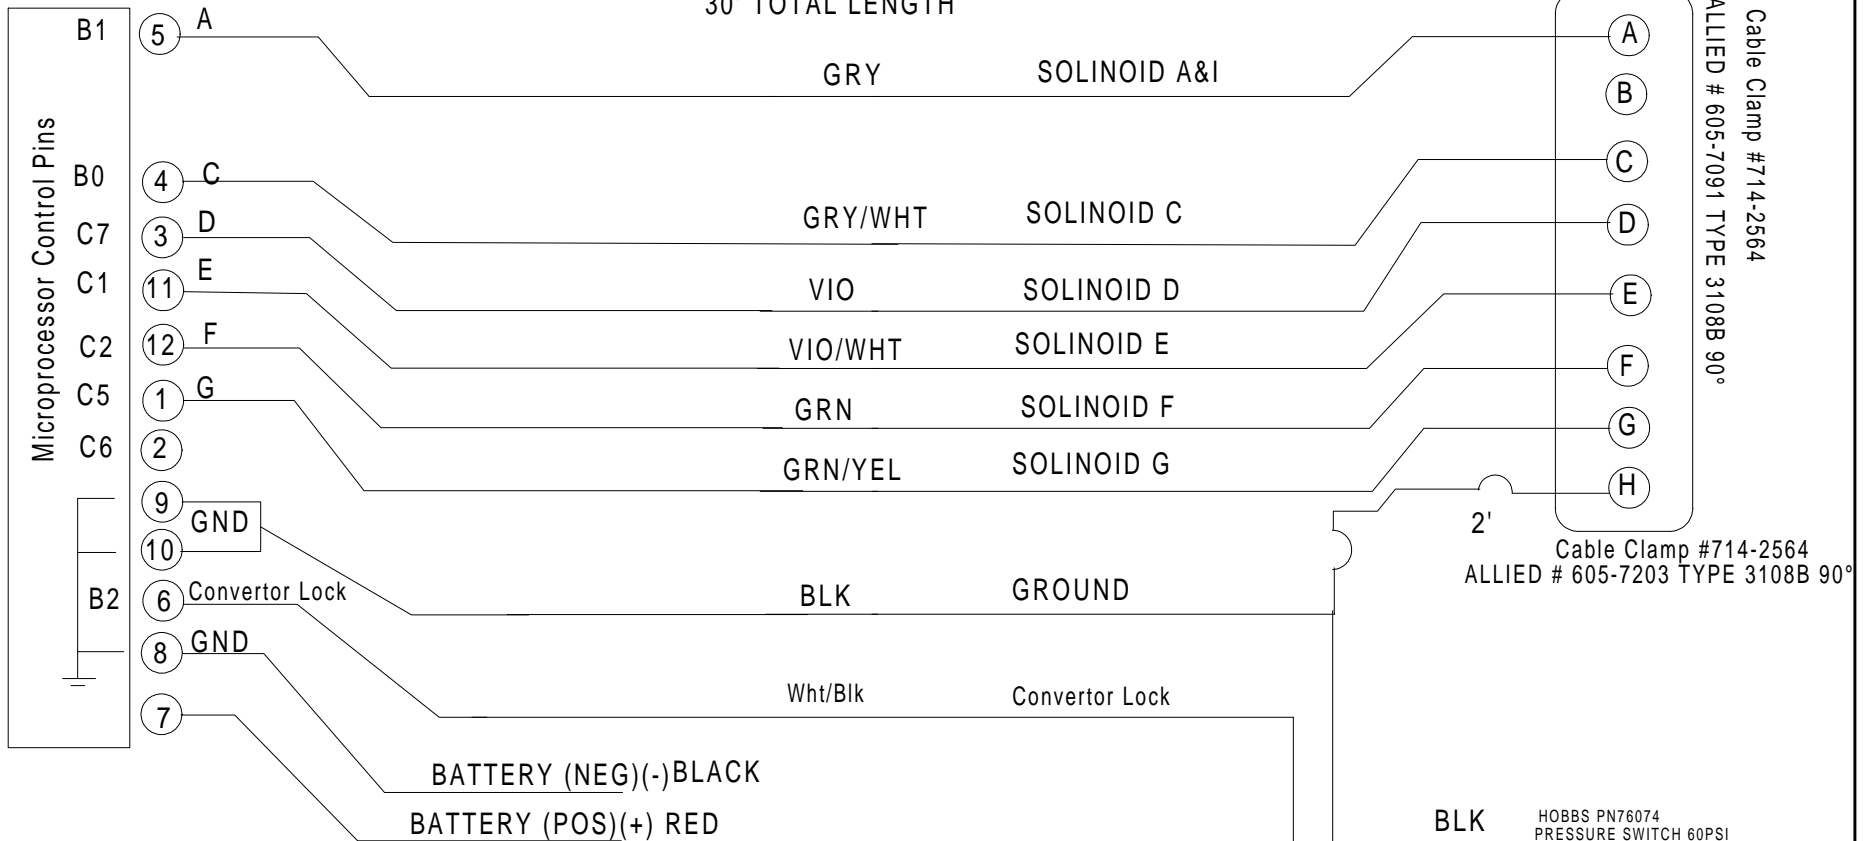 30' TOTAL LENGTH
Microprocessor Control Pins
B1 5 A
GRY SOLINOID A&I
A
B
B0 4 C
GRY/WHT SOLINOID C
C
C7 3 D
VIO SOLINOID D
D
C1 11 E
VIO/WHT SOLINOID E
E
C2 12 F
GRN SOLINOID F
F
C5 1 G
GRN/YEL SOLINOID G
G
C6 2
H
2'
9
GND
10
BLK GROUND
B2 6 Convertor Lock
Wht/Blk Convertor Lock
8 GND
7
BATTERY (NEG)(-)BLACK
BATTERY (POS)(+) RED
Cable Clamp #714-2564
ALLIED # 605-7091 TYPE 3108B 90°
Cable Clamp #714-2564
ALLIED # 605-7203 TYPE 3108B 90°
BLK
HOBBS PN76074
PRESSURE SWITCH 60PSI